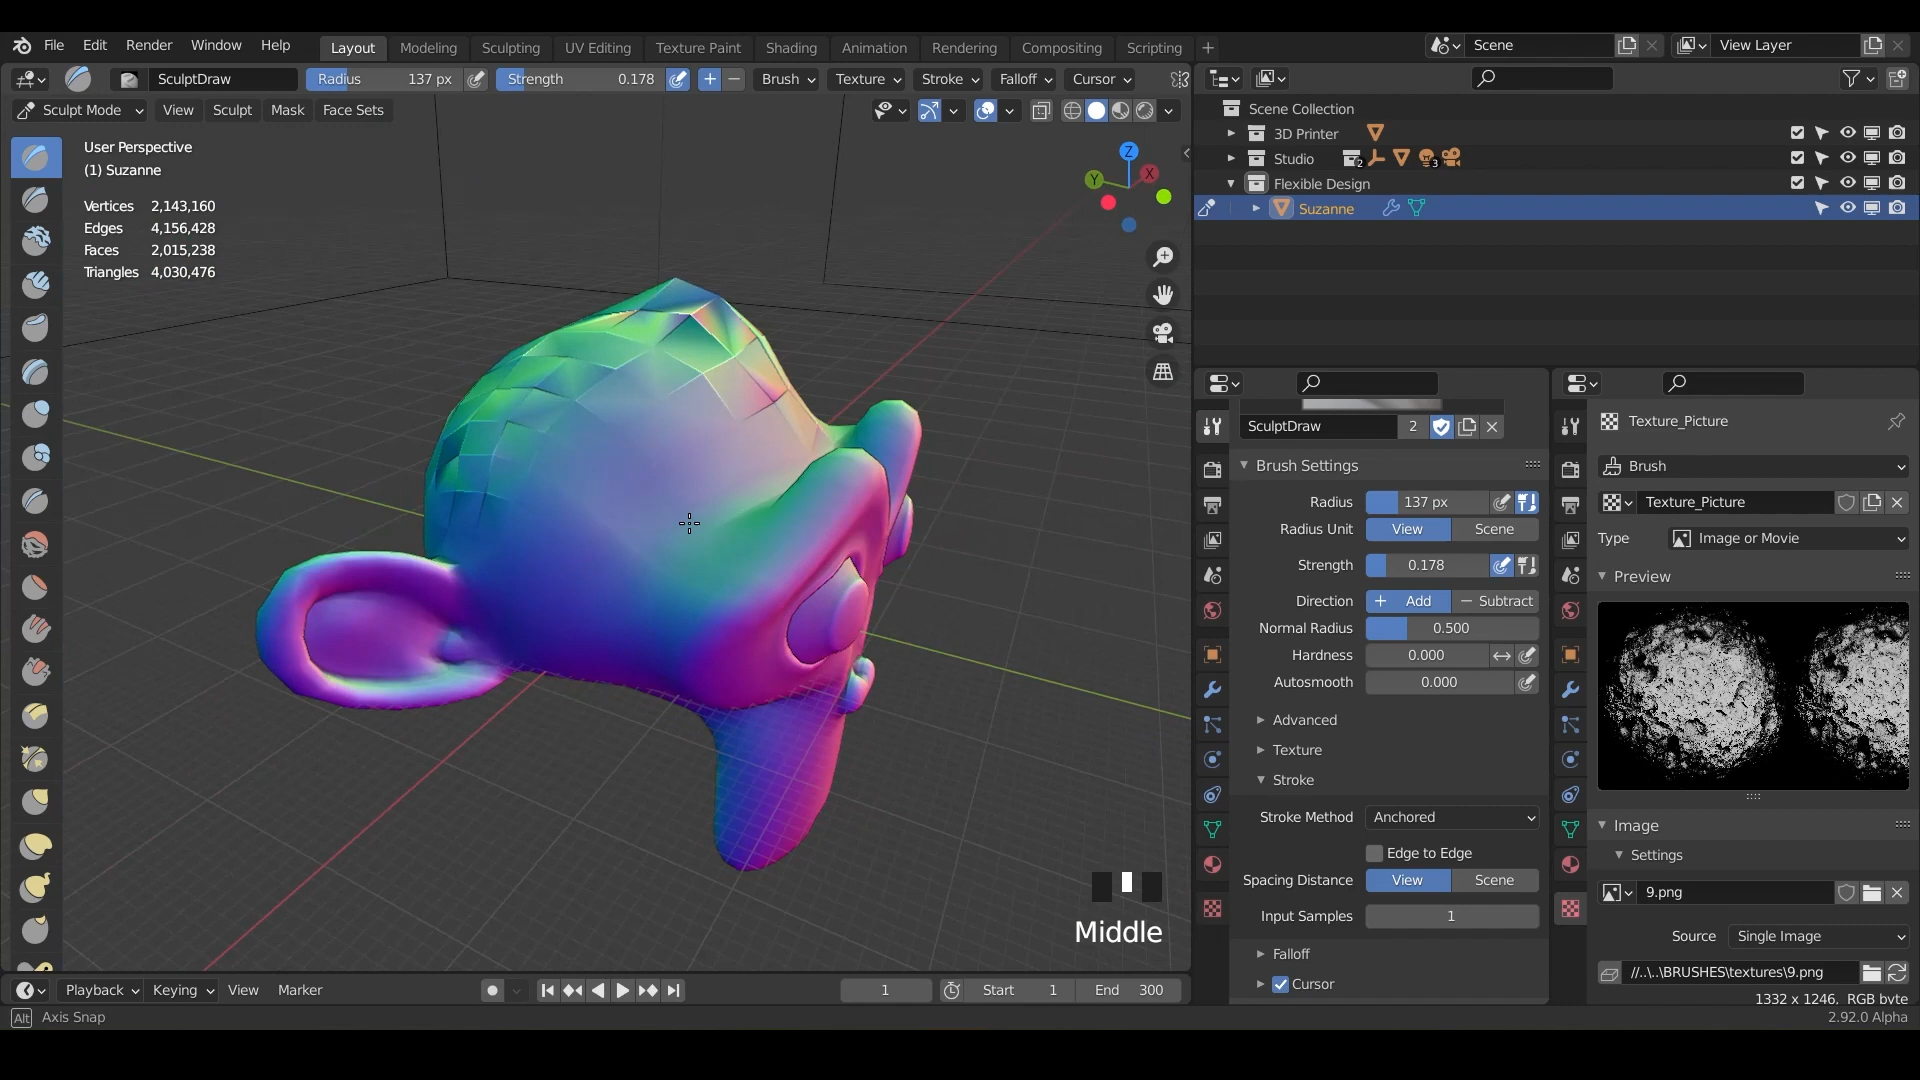 File Edit Render Window Help Layout Modeling Sculpting UV Editing Texture Paint Shading Animation Rendering Compositing Scripting + Scene View Layer
SculptDraw Radius 137 px Strength 0.178 + − Brush Texture Stroke Falloff Cursor
Sculpt Mode View Sculpt Mask Face Sets
User Perspective
(1) Suzanne
Vertices 2,143,160
Edges 4,156,428
Faces 2,015,238
Triangles 4,030,476
Z
Y
X
Middle
Scene Collection
3D Printer
Studio 2 3
Flexible Design
Suzanne
SculptDraw 2
Brush Settings
Radius 137 px
Radius Unit View Scene
Strength 0.178
Direction + Add − Subtract
Normal Radius 0.500
Hardness 0.000
Autosmooth 0.000
Advanced
Texture
Stroke
Stroke Method Anchored
Edge to Edge
Spacing Distance View Scene
Input Samples 1
Falloff
Cursor
Texture_Picture
Brush
Texture_Picture
Type Image or Movie
Preview
Image
Settings
9.png
Source Single Image
//..\..\BRUSHES\textures\9.png
1332 x 1246, RGB byte
Playback Keying View Marker 1 Start 1 End 300
Alt Axis Snap
2.92.0 Alpha